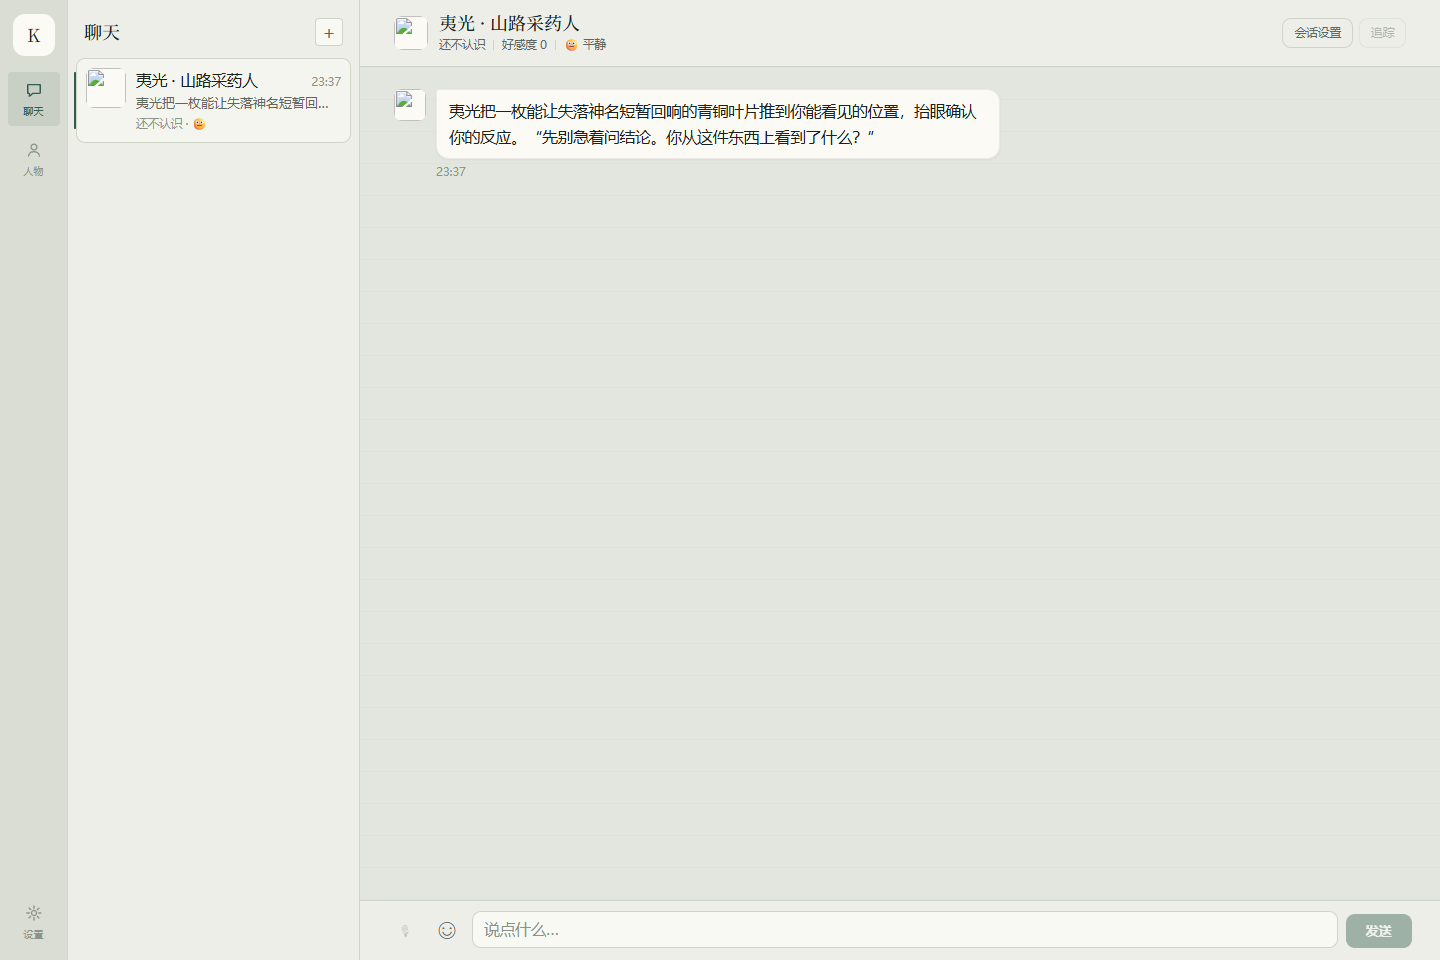 K
聊天
人物
设置
聊天
+
夷光 · 山路采药人 23:37
夷光把一枚能让失落神名短暂回...
还不认识 ·
夷光 · 山路采药人
还不认识 | 好感度 0 | 平静
会话设置 追踪
夷光把一枚能让失落神名短暂回响的青铜叶片推到你能看见的位置，抬眼确认
你的反应。“先别急着问结论。你从这件东西上看到了什么？”
23:37
说点什么...
发送